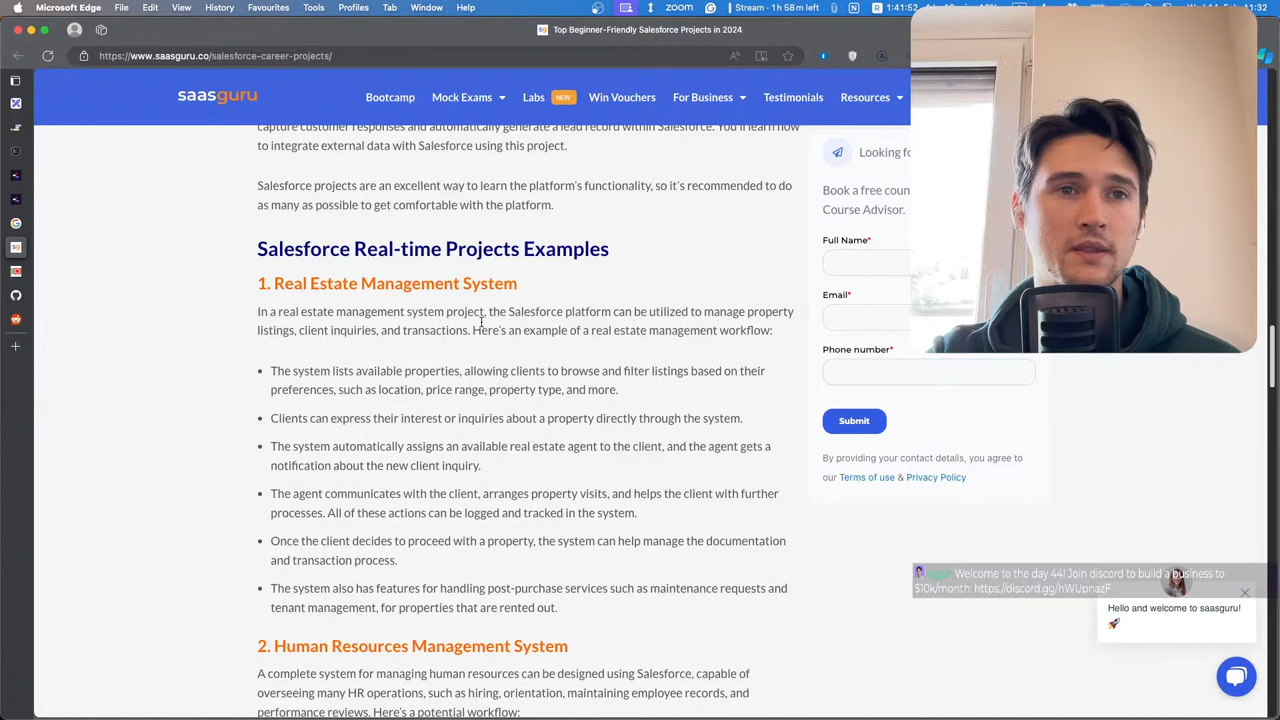 Microsoft Edge File Edit View History Favourites Tools Profiles Tab Window Help zoom Stream · 1 h 58 m left 1:14:52 11:32
Top Beginner-Friendly Salesforce Projects in 2024
https://www.saasguru.co/salesforce-career-projects/
saasguru Bootcamp Mock Exams Labs NEW Win Vouchers For Business Testimonials Resources
capture customer responses and automatically generate a lead record within Salesforce. You'll learn how
to integrate external data with Salesforce using this project.
Salesforce projects are an excellent way to learn the platform's functionality, so it's recommended to do
as many as possible to get comfortable with the platform.
Salesforce Real-time Projects Examples
1. Real Estate Management System
In a real estate management system project, the Salesforce platform can be utilized to manage property
listings, client inquiries, and transactions. Here's an example of a real estate management workflow:
• The system lists available properties, allowing clients to browse and filter listings based on their
preferences, such as location, price range, property type, and more.
• Clients can express their interest or inquiries about a property directly through the system.
• The system automatically assigns an available real estate agent to the client, and the agent gets a
notification about the new client inquiry.
• The agent communicates with the client, arranges property visits, and helps the client with further
processes. All of these actions can be logged and tracked in the system.
• Once the client decides to proceed with a property, the system can help manage the documentation
and transaction process.
• The system also has features for handling post-purchase services such as maintenance requests and
tenant management, for properties that are rented out.
2. Human Resources Management System
A complete system for managing human resources can be designed using Salesforce, capable of
overseeing many HR operations, such as hiring, orientation, maintaining employee records, and
performance reviews. Here's a potential workflow:
Looking fo
Book a free coun
Course Advisor.
Full Name*
Email*
Phone number*
Submit
By providing your contact details, you agree to
our Terms of use & Privacy Policy
Welcome to the day 44! Join discord to build a business to
$10k/month: https://discord.gg/hWUpnazF
Hello and welcome to saasguru!
🚀